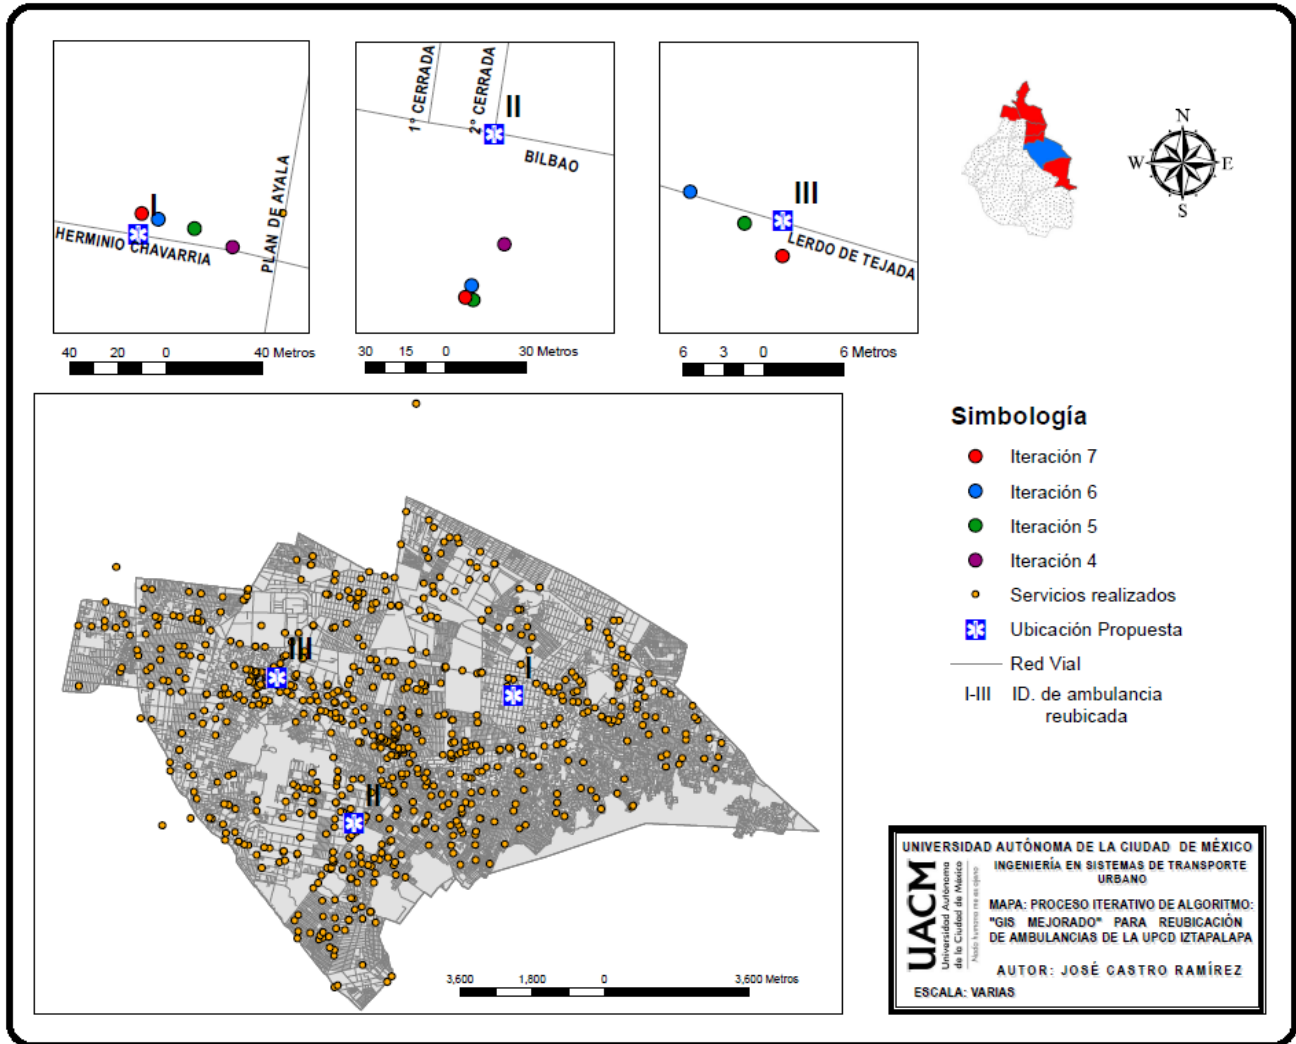 I
HERMINIO CHAVARRIA
PLAN DE AYALA
40 20 0 40 Metros
1° CERRADA
2° CERRADA
II
BILBAO
30 15 0 30 Metros
III
LERDO DE TEJADA
6 3 0 6 Metros
N
W E
S
III
I
II
3,600 1,800 0 3,600 Metros
Simbología
Iteración 7
Iteración 6
Iteración 5
Iteración 4
Servicios realizados
Ubicación Propuesta
Red Vial
I-III ID. de ambulancia
reubicada
UNIVERSIDAD AUTÓNOMA DE LA CIUDAD DE MÉXICO
INGENIERÍA EN SISTEMAS DE TRANSPORTE
URBANO
UACM
Universidad Autónoma
de la Ciudad de México
Nada humano me es ajeno
MAPA: PROCESO ITERATIVO DE ALGORITMO:
"GIS MEJORADO" PARA REUBICACIÓN
DE AMBULANCIAS DE LA UPCD IZTAPALAPA
AUTOR: JOSÉ CASTRO RAMÍREZ
ESCALA: VARIAS